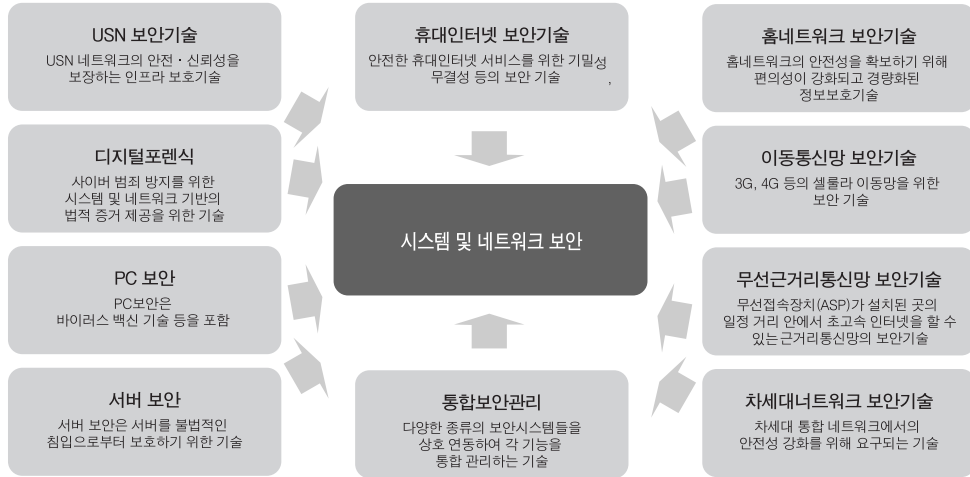 USN 보안기술
USN 네트워크의 안전·신뢰성을
보장하는 인프라 보호기술
휴대인터넷 보안기술
안전한 휴대인터넷 서비스를 위한 기밀성,
무결성 등의 보안 기술
홈네트워크 보안기술
홈네트워크의 안전성을 확보하기 위해
편의성이 강화되고 경량화된
정보보호기술
디지털포렌식
사이버 범죄 방지를 위한
시스템 및 네트워크 기반의
법적 증거 제공을 위한 기술
시스템 및 네트워크 보안
이동통신망 보안기술
3G, 4G 등의 셀룰라 이동망을 위한
보안 기술
PC 보안
PC보안은
바이러스 백신 기술 등을 포함
무선근거리통신망 보안기술
무선접속장치(ASP)가 설치된 곳의
일정 거리 안에서 초고속 인터넷을 할 수
있는근거리통신망의 보안기술
서버 보안
서버 보안은 서버를 불법적인
침입으로부터 보호하기 위한 기술
통합보안관리
다양한 종류의 보안시스템들을
상호 연동하여 각 기능을
통합 관리하는 기술
차세대너트워크 보안기술
차세대 통합 네트워크에서의
안전성 강화를 위해 요구되는 기술